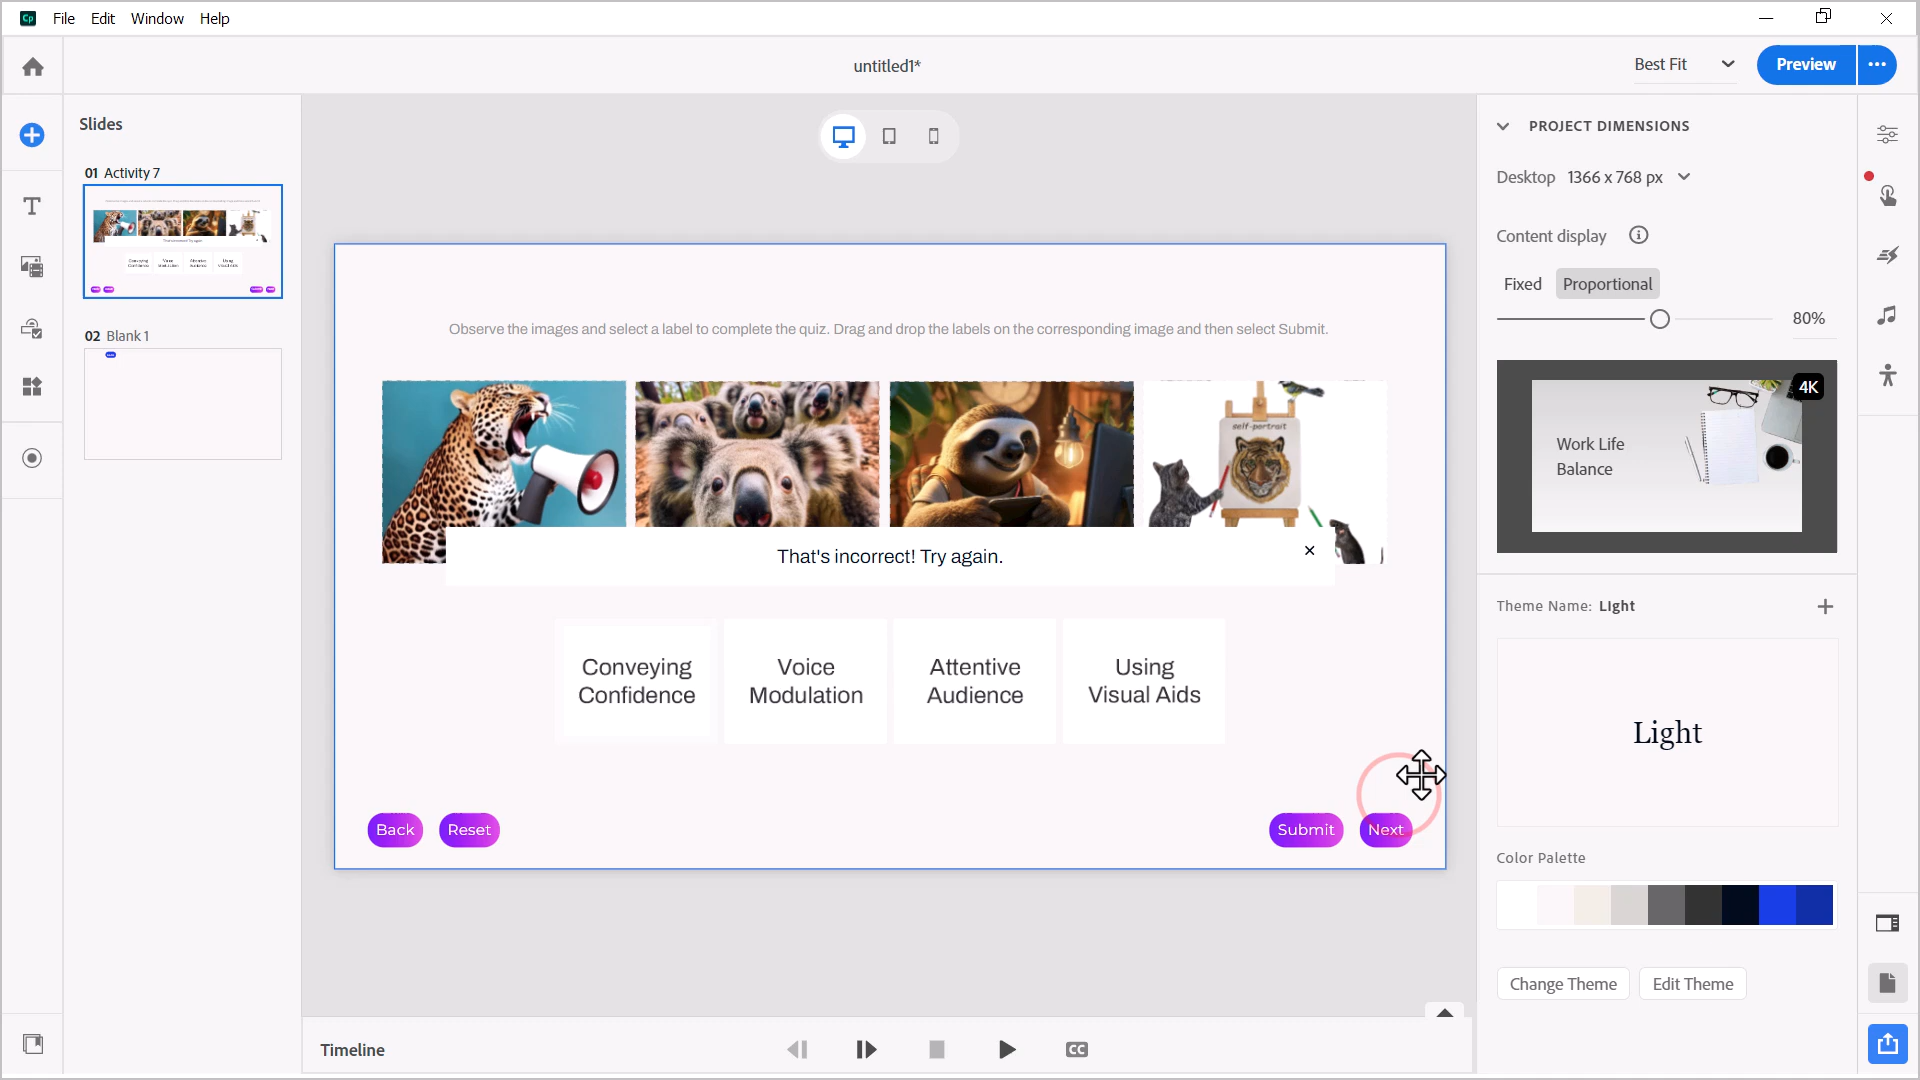 Cp File Edit Window Help
untitled1*
Best Fit
Preview
Slides
01 Activity 7
02 Blank 1
Observe the images and select a label to complete the quiz. Drag and drop the labels on the corresponding image and then select Submit.
self-portrait
That's incorrect! Try again.
Conveying
Confidence
Voice
Modulation
Attentive
Audience
Using
Visual Aids
Back
Reset
Submit
Next
Timeline
CC
PROJECT DIMENSIONS
Desktop 1366 x 768 px
Content display
Fixed Proportional
80%
4K
Work Life
Balance
Theme Name: LIght
Light
Color Palette
Change Theme
Edit Theme